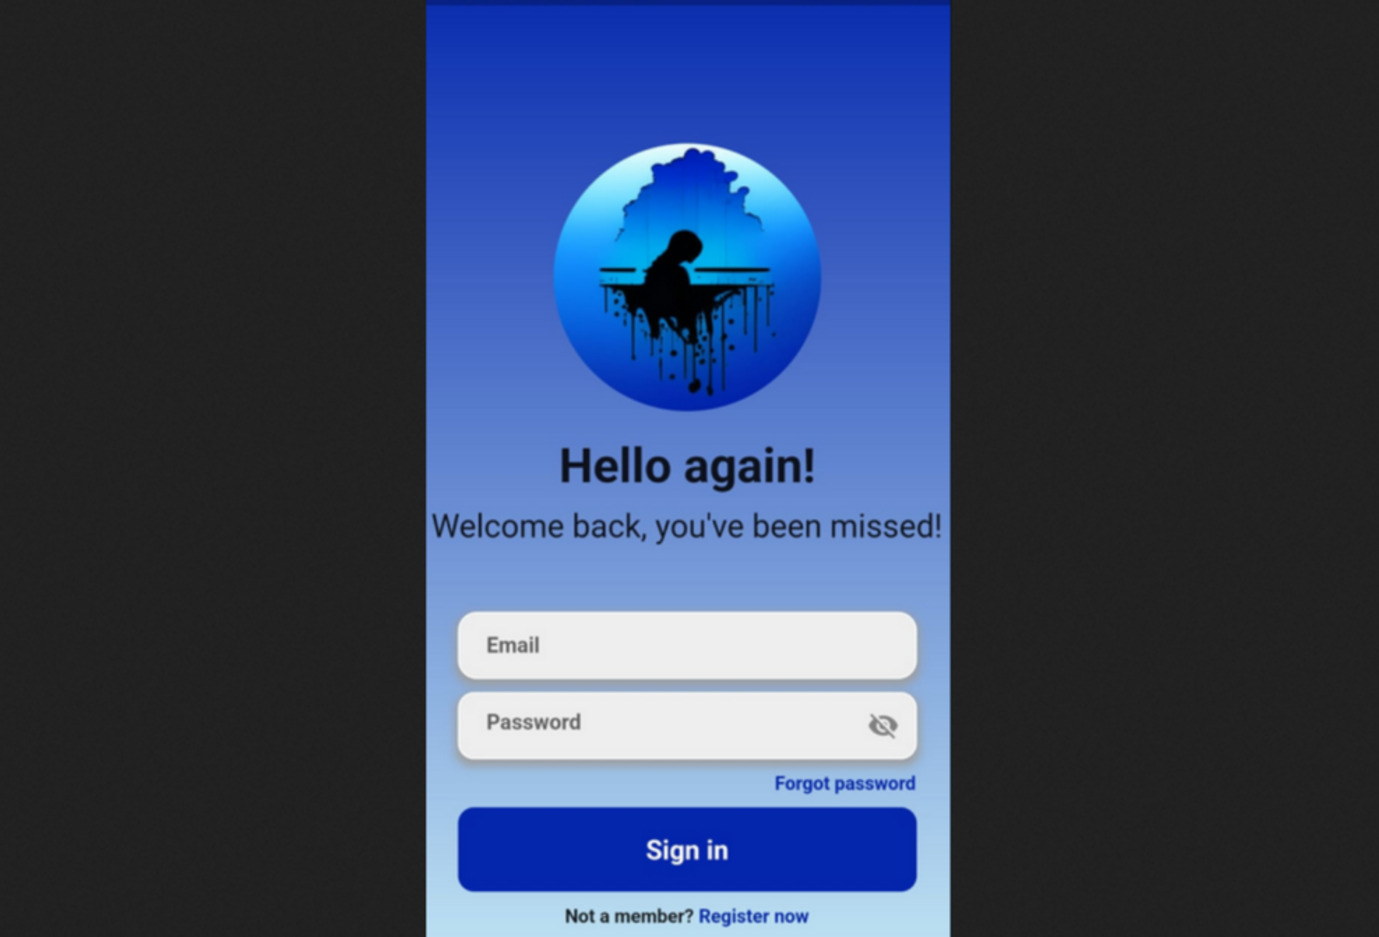 Hello again!
Welcome back, you've been missed!
Email
Password
Forgot password
Sign in
Not a member? Register now